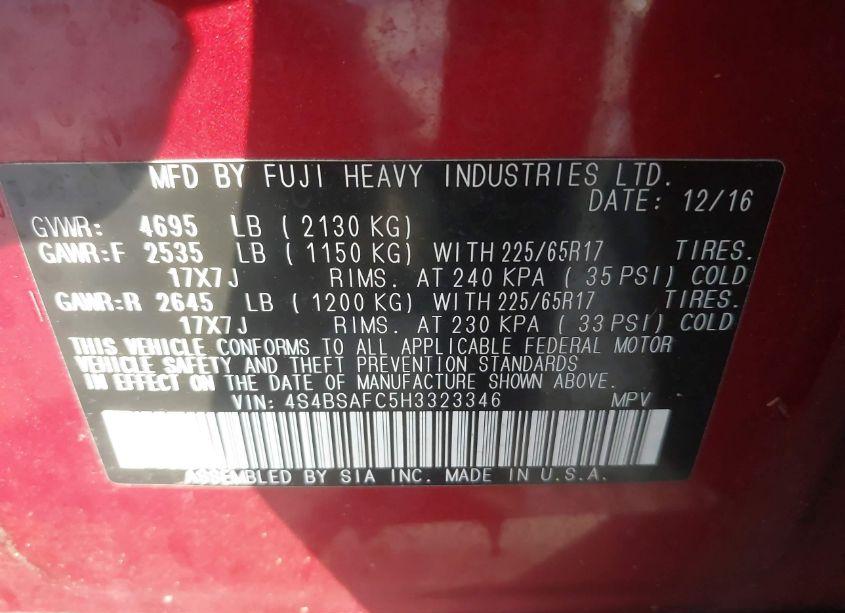 MFD BY FUJI HEAVY INDUSTRIES LTD.
DATE: 12/16
GVWR: 4695 LB ( 2130 KG)
GAWR:F 2535 LB ( 1150 KG) WITH 225/65R17 TIRES.
17X7J RIMS. AT 240 KPA ( 35 PSI) COLD
GAWR:R 2645 LB ( 1200 KG) WITH 225/65R17 TIRES.
17X7J RIMS. AT 230 KPA ( 33 PSI) COLD
THIS VEHICLE CONFORMS TO ALL APPLICABLE FEDERAL MOTOR
VEHICLE SAFETY AND THEFT PREVENTION STANDARDS
IN EFFECT ON THE DATE OF MANUFACTURE SHOWN ABOVE.
VIN: 4S4BSAFC5H3323346 MPV
ASSEMBLED BY SIA INC. MADE IN U.S.A.